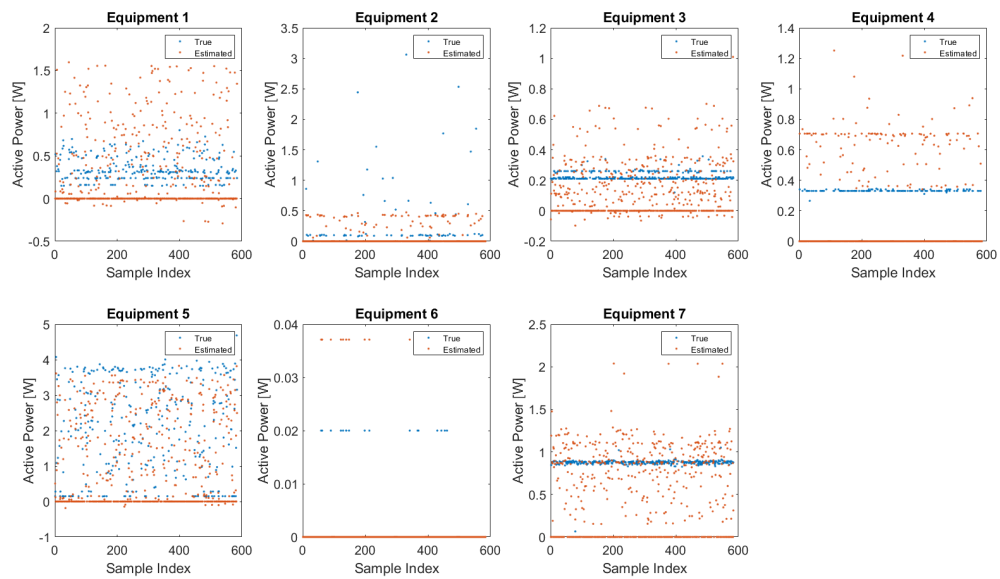 Equipment 1
Active Power [W]
2
1.5
1
0.5
0
-0.5
0
200
400
600
Sample Index
True
Estimated
Equipment 2
Active Power [W]
3.5
3
2.5
2
1.5
1
0.5
0
0
200
400
600
Sample Index
True
Estimated
Equipment 3
Active Power [W]
1.2
1
0.8
0.6
0.4
0.2
0
-0.2
0
200
400
600
Sample Index
True
Estimated
Equipment 4
Active Power [W]
1.4
1.2
1
0.8
0.6
0.4
0.2
0
0
200
400
600
Sample Index
True
Estimated
Equipment 5
Active Power [W]
5
4
3
2
1
0
-1
0
200
400
600
Sample Index
True
Estimated
Equipment 6
Active Power [W]
0.04
0.03
0.02
0.01
0
0
200
400
600
Sample Index
True
Estimated
Equipment 7
Active Power [W]
2.5
2
1.5
1
0.5
0
0
200
400
600
Sample Index
True
Estimated